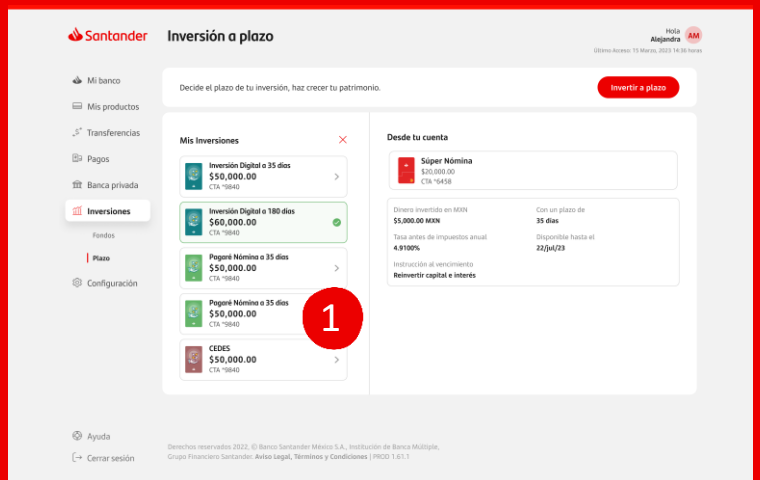 Santander
Inversión a plazo
Hola
Alejandra
AM
Último Acceso: 15 Marzo, 2023 14:36 horas
Mi banco
Mis productos
Transferencias
Pagos
Banca privada
Inversiones
Fondos
Plazo
Configuración
Ayuda
Cerrar sesión
Decide el plazo de tu inversión, haz crecer tu patrimonio.
Invertir a plazo
Mis Inversiones
Inversión Digital a 35 días
$50,000.00
CTA *9840
Inversión Digital a 180 días
$60,000.00
CTA *9840
Pagaré Nómina a 35 días
$50,000.00
CTA *9840
Pagaré Nómina a 35 días
$50,000.00
CTA *9840
1
CEDES
$50,000.00
CTA *9840
Desde tu cuenta
Súper Nómina
$20,000.00
CTA *6458
Dinero invertido en MXN
$5,000.00 MXN
Con un plazo de
35 días
Tasa antes de impuestos anual
4.9100%
Disponible hasta el
22/jul/23
Instrucción al vencimiento
Reinvertir capital e interés
Derechos reservados 2022, © Banco Santander México S.A., Institución de Banca Múltiple,
Grupo Financiero Santander. Aviso Legal, Términos y Condiciones | PROD 1.61.1